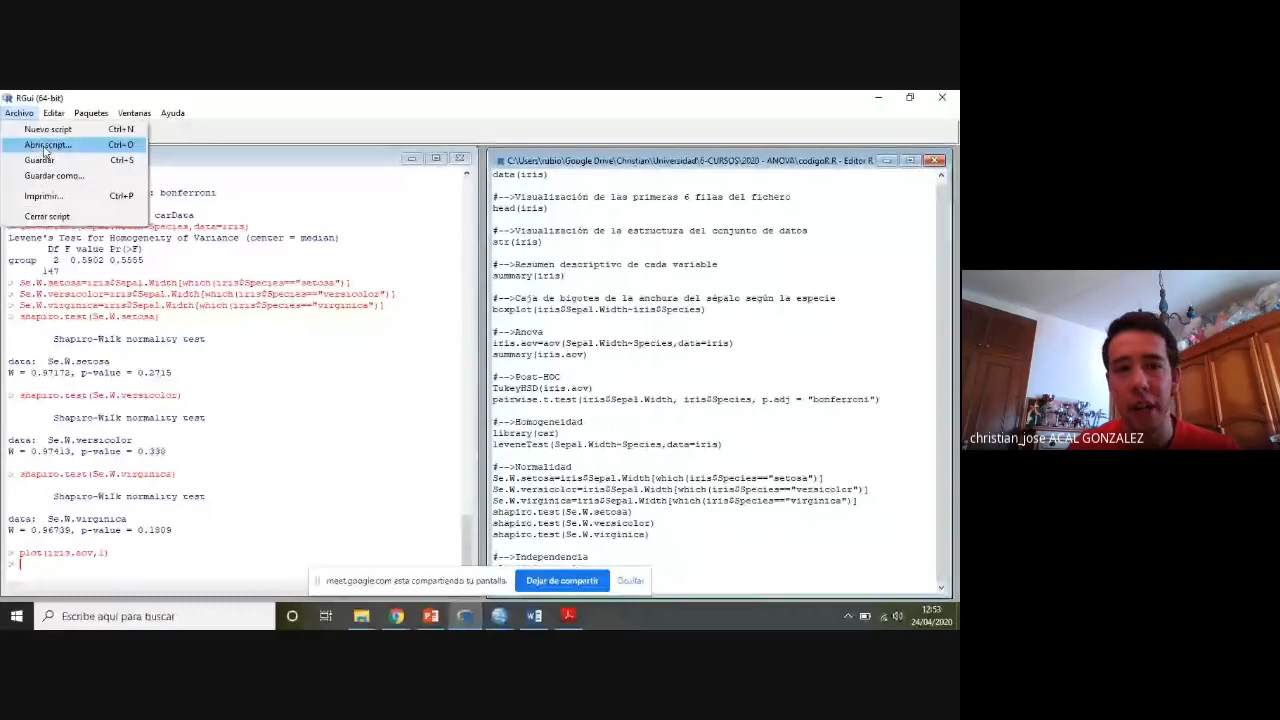 RGui (64-bit)
Archivo Editar Paquetes Ventanas Ayuda
Nuevo script Ctrl+N
Abrir script... Ctrl+O
Guardar Ctrl+S
Guardar como...
Imprimir... Ctrl+P
Cerrar script
: bonferroni
carData
Species,data=iris)
Levene's Test for Homogeneity of Variance (center = median)
Df F value Pr(>F)
group 2 0.5902 0.5555
147
> Se.W.setosa=iris$Sepal.Width[which(iris$Species=="setosa")]
> Se.W.versicolor=iris$Sepal.Width[which(iris$Species=="versicolor")]
> Se.W.virginica=iris$Sepal.Width[which(iris$Species=="virginica")]
> shapiro.test(Se.W.setosa)
Shapiro-Wilk normality test
data: Se.W.setosa
W = 0.97172, p-value = 0.2715
> shapiro.test(Se.W.versicolor)
Shapiro-Wilk normality test
data: Se.W.versicolor
W = 0.97413, p-value = 0.338
> shapiro.test(Se.W.virginica)
Shapiro-Wilk normality test
data: Se.W.virginica
W = 0.96739, p-value = 0.1809
> plot(iris.aov,1)
>
C:\Users\rubio\Google Drive\Christian\Universidad\6-CURSOS\2020 - ANOVA\codigoR.R - Editor R
data(iris)
#-->Visualización de las primeras 6 filas del fichero
head(iris)
#-->Visualización de la estructura del conjunto de datos
str(iris)
#-->Resumen descriptivo de cada variable
summary(iris)
#-->Caja de bigotes de la anchura del sépalo según la especie
boxplot(iris$Sepal.Width~iris$Species)
#-->Anova
iris.aov=aov(Sepal.Width~Species,data=iris)
summary(iris.aov)
#-->Post-HOC
TukeyHSD(iris.aov)
pairwise.t.test(iris$Sepal.Width, iris$Species, p.adj = "bonferroni")
#-->Homogeneidad
library(car)
leveneTest(Sepal.Width~Species,data=iris)
#-->Normalidad
Se.W.setosa=iris$Sepal.Width[which(iris$Species=="setosa")]
Se.W.versicolor=iris$Sepal.Width[which(iris$Species=="versicolor")]
Se.W.virginica=iris$Sepal.Width[which(iris$Species=="virginica")]
shapiro.test(Se.W.setosa)
shapiro.test(Se.W.versicolor)
shapiro.test(Se.W.virginica)
#-->Independencia
meet.google.com está compartiendo tu pantalla.
Dejar de compartir
Ocultar
Escribe aquí para buscar
12:53
24/04/2020
christian_jose ACAL GONZALEZ